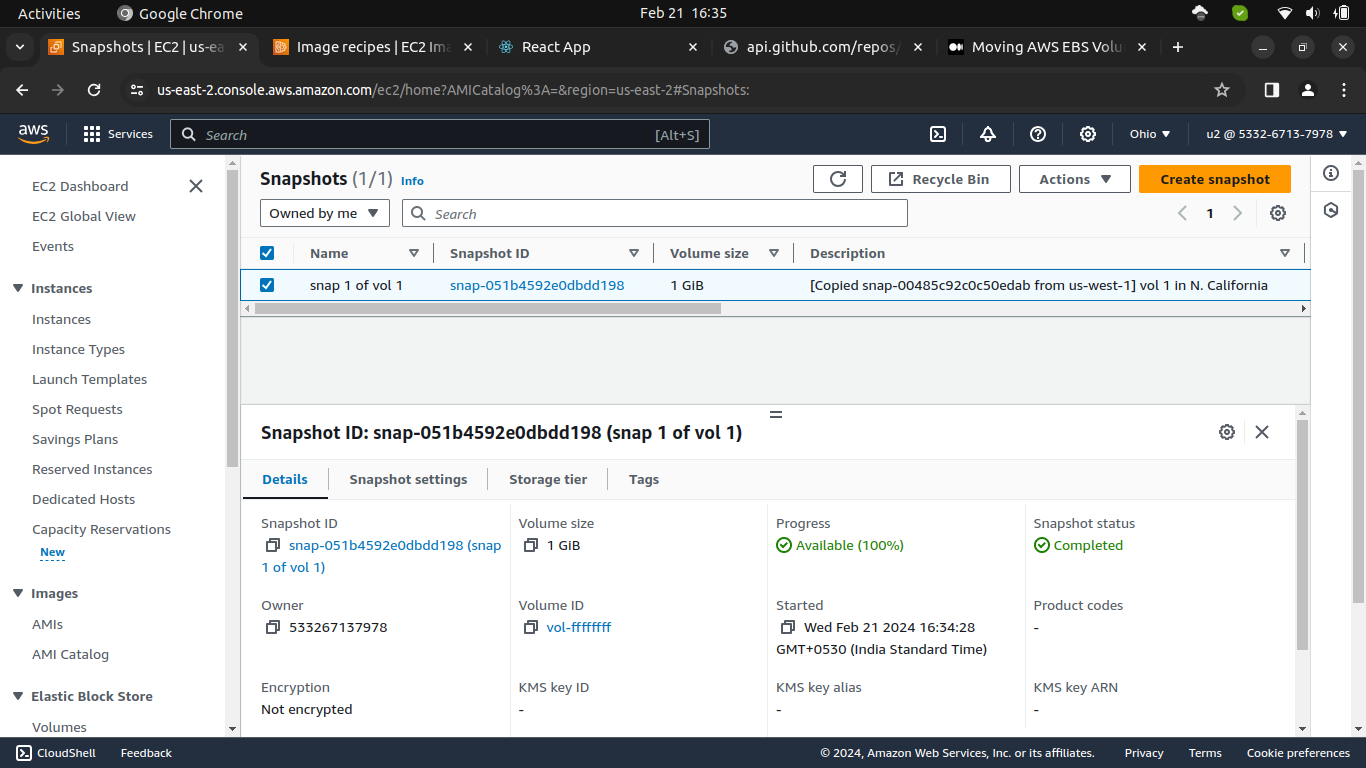 Activities
Google Chrome
Feb 21 16:35
Snapshots | EC2 | us-ea
Image recipes | EC2 Ima
React App
api.github.com/repos/
Moving AWS EBS Volu
us-east-2.console.aws.amazon.com/ec2/home?AMICatalog%3A=&region=us-east-2#Snapshots:
aws
Services
Search
[Alt+S]
Ohio
u2 @ 5332-6713-7978
EC2 Dashboard
EC2 Global View
Events
Instances
Instances
Instance Types
Launch Templates
Spot Requests
Savings Plans
Reserved Instances
Dedicated Hosts
Capacity Reservations
New
Images
AMIs
AMI Catalog
Elastic Block Store
Volumes
Snapshots (1/1) Info
Recycle Bin
Actions
Create snapshot
Owned by me
Search
1
Name
Snapshot ID
Volume size
Description
snap 1 of vol 1
snap-051b4592e0dbdd198
1 GiB
[Copied snap-00485c92c0c50edab from us-west-1] vol 1 in N. California
Snapshot ID: snap-051b4592e0dbdd198 (snap 1 of vol 1)
Details
Snapshot settings
Storage tier
Tags
Snapshot ID
snap-051b4592e0dbdd198 (snap
1 of vol 1)
Volume size
1 GiB
Progress
Available (100%)
Snapshot status
Completed
Owner
533267137978
Volume ID
vol-ffffffff
Started
Wed Feb 21 2024 16:34:28
GMT+0530 (India Standard Time)
Product codes
-
Encryption
Not encrypted
KMS key ID
-
KMS key alias
-
KMS key ARN
-
CloudShell
Feedback
© 2024, Amazon Web Services, Inc. or its affiliates.
Privacy
Terms
Cookie preferences